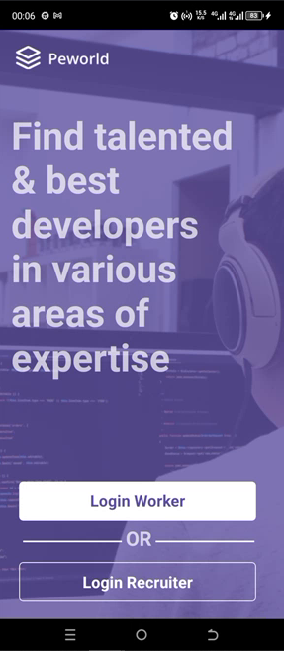 00:06
15.5 K/S 4G 4G 83
Peworld
Find talented
& best
developers
in various
areas of
expertise
Login Worker
OR
Login Recruiter